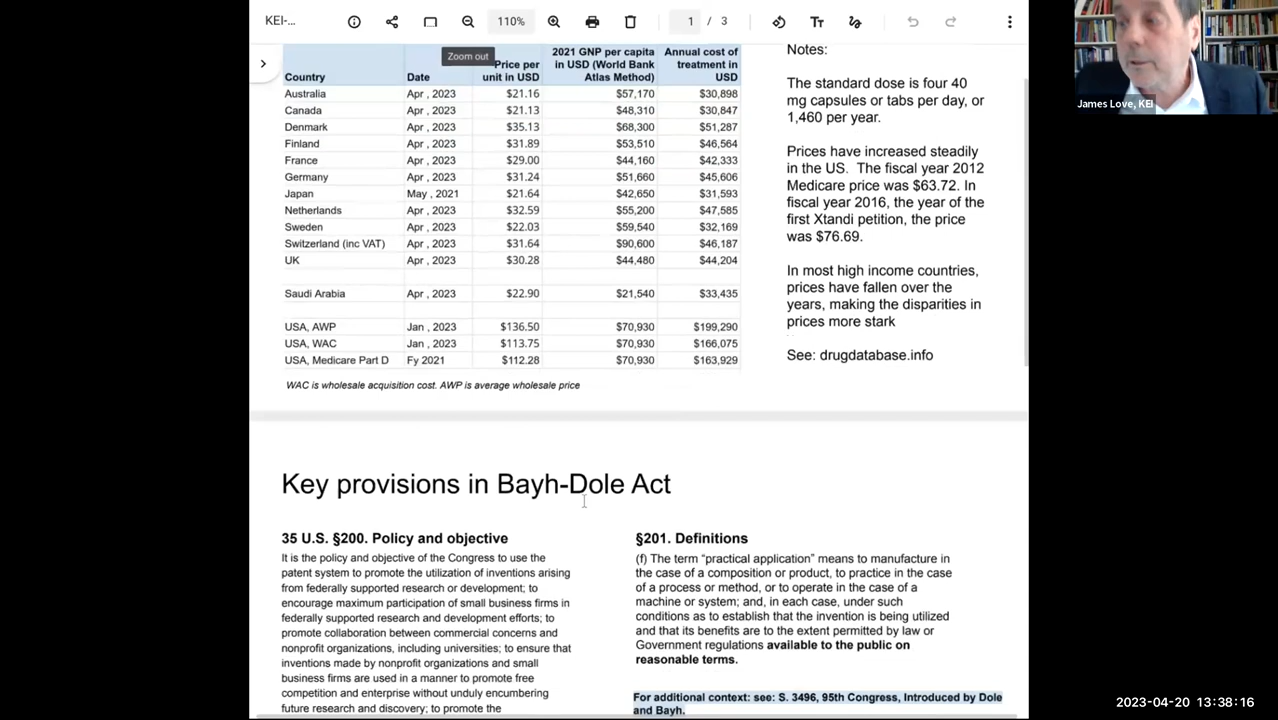 KEI-...
110%
1 / 3
Zoom out
Country Date Price per unit in USD 2021 GNP per capita in USD (World Bank Atlas Method) Annual cost of treatment in USD
Australia Apr , 2023 $21.16 $57,170 $30,898
Canada Apr , 2023 $21.13 $48,310 $30,847
Denmark Apr , 2023 $35.13 $68,300 $51,287
Finland Apr , 2023 $31.89 $53,510 $46,564
France Apr , 2023 $29.00 $44,160 $42,333
Germany Apr , 2023 $31.24 $51,660 $45,606
Japan May , 2021 $21.64 $42,650 $31,593
Netherlands Apr , 2023 $32.59 $55,200 $47,585
Sweden Apr , 2023 $22.03 $59,540 $32,169
Switzerland (inc VAT) Apr , 2023 $31.64 $90,600 $46,187
UK Apr , 2023 $30.28 $44,480 $44,204
Saudi Arabia Apr , 2023 $22.90 $21,540 $33,435
USA, AWP Jan , 2023 $136.50 $70,930 $199,290
USA, WAC Jan , 2023 $113.75 $70,930 $166,075
USA, Medicare Part D Fy 2021 $112.28 $70,930 $163,929
WAC is wholesale acquisition cost. AWP is average wholesale price
Notes:
The standard dose is four 40
mg capsules or tabs per day, or
1,460 per year.
Prices have increased steadily
in the US. The fiscal year 2012
Medicare price was $63.72. In
fiscal year 2016, the year of the
first Xtandi petition, the price
was $76.69.
In most high income countries,
prices have fallen over the
years, making the disparities in
prices more stark
See: drugdatabase.info
Key provisions in Bayh-Dole Act
35 U.S. §200. Policy and objective
It is the policy and objective of the Congress to use the
patent system to promote the utilization of inventions arising
from federally supported research or development; to
encourage maximum participation of small business firms in
federally supported research and development efforts; to
promote collaboration between commercial concerns and
nonprofit organizations, including universities; to ensure that
inventions made by nonprofit organizations and small
business firms are used in a manner to promote free
competition and enterprise without unduly encumbering
future research and discovery; to promote the
§201. Definitions
(f) The term “practical application” means to manufacture in
the case of a composition or product, to practice in the case
of a process or method, or to operate in the case of a
machine or system; and, in each case, under such
conditions as to establish that the invention is being utilized
and that its benefits are to the extent permitted by law or
Government regulations available to the public on
reasonable terms.
For additional context: see: S. 3496, 95th Congress, Introduced by Dole
and Bayh.
James Love, KEI
2023-04-20 13:38:16